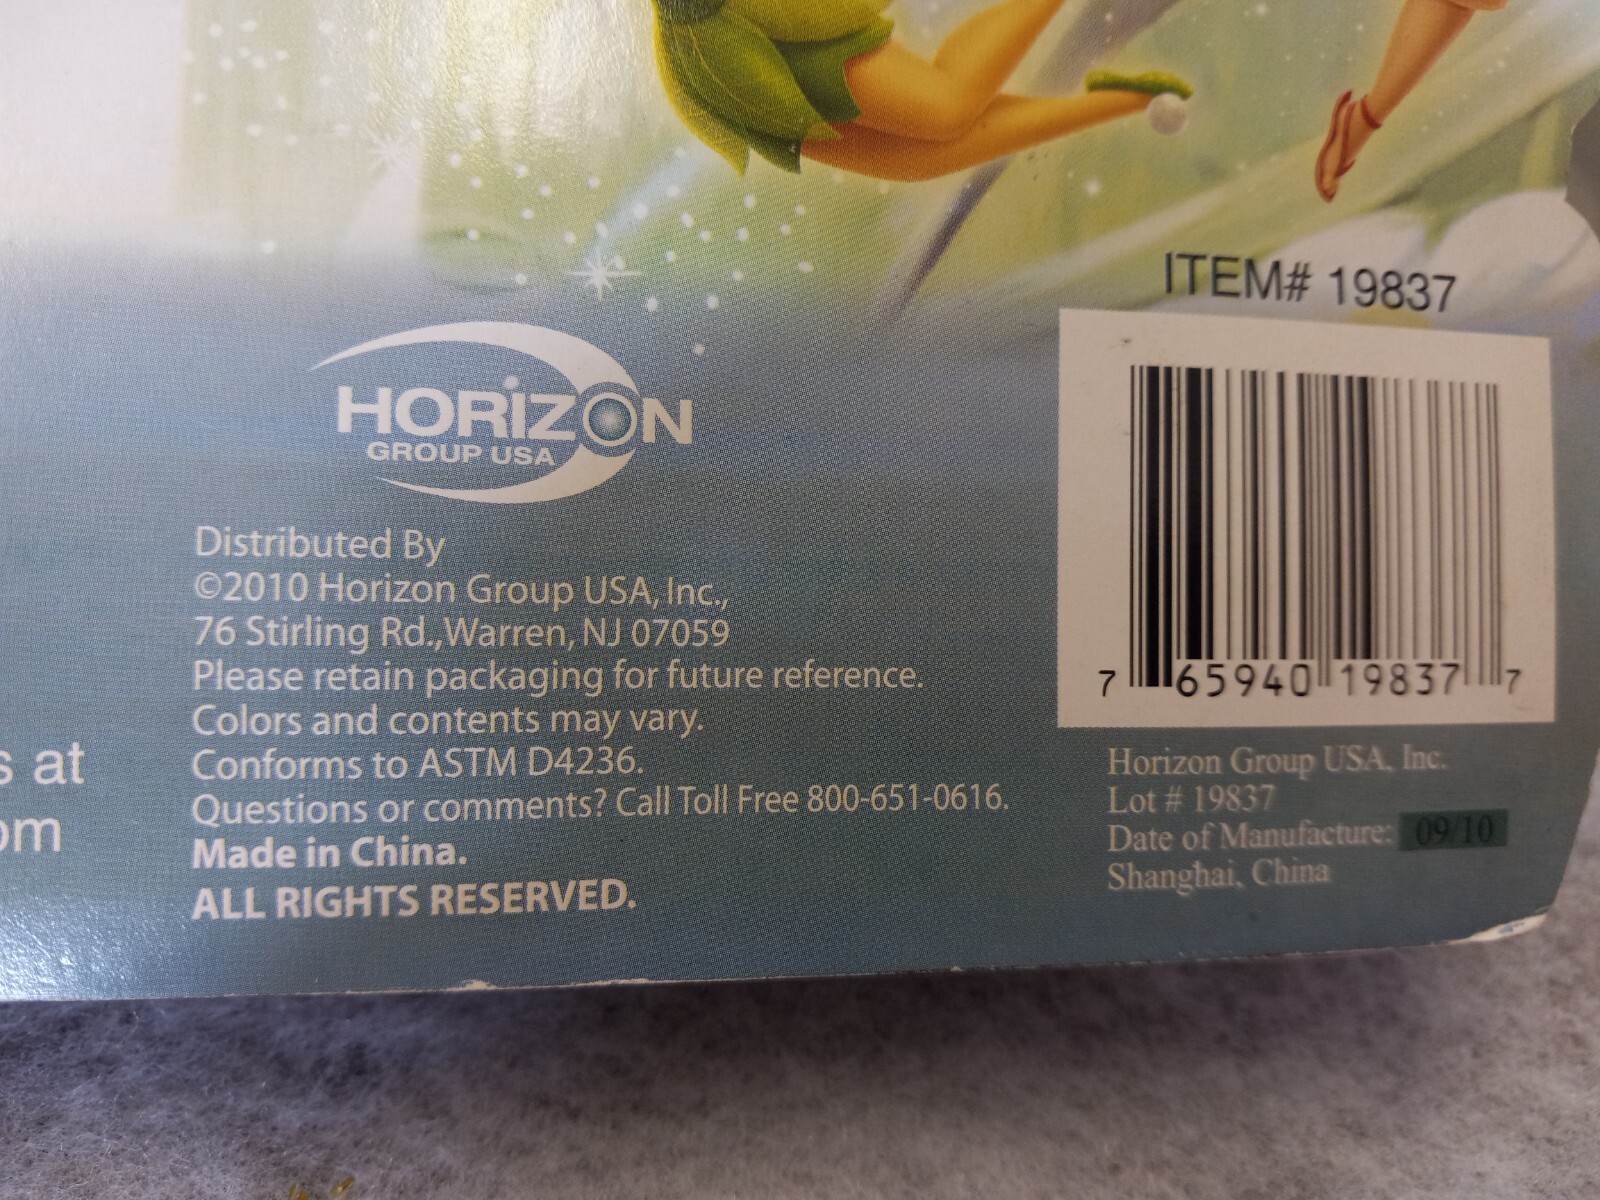 ITEM# 19837
HORIZON
GROUP USA
Distributed By
©2010 Horizon Group USA, Inc.,
76 Stirling Rd.,Warren, NJ 07059
Please retain packaging for future reference.
Colors and contents may vary.
Conforms to ASTM D4236.
Questions or comments? Call Toll Free 800-651-0616.
Made in China.
ALL RIGHTS RESERVED.
s at
om
7 65940 19837 7
Horizon Group USA, Inc.
Lot # 19837
Date of Manufacture: 09/10
Shanghai, China